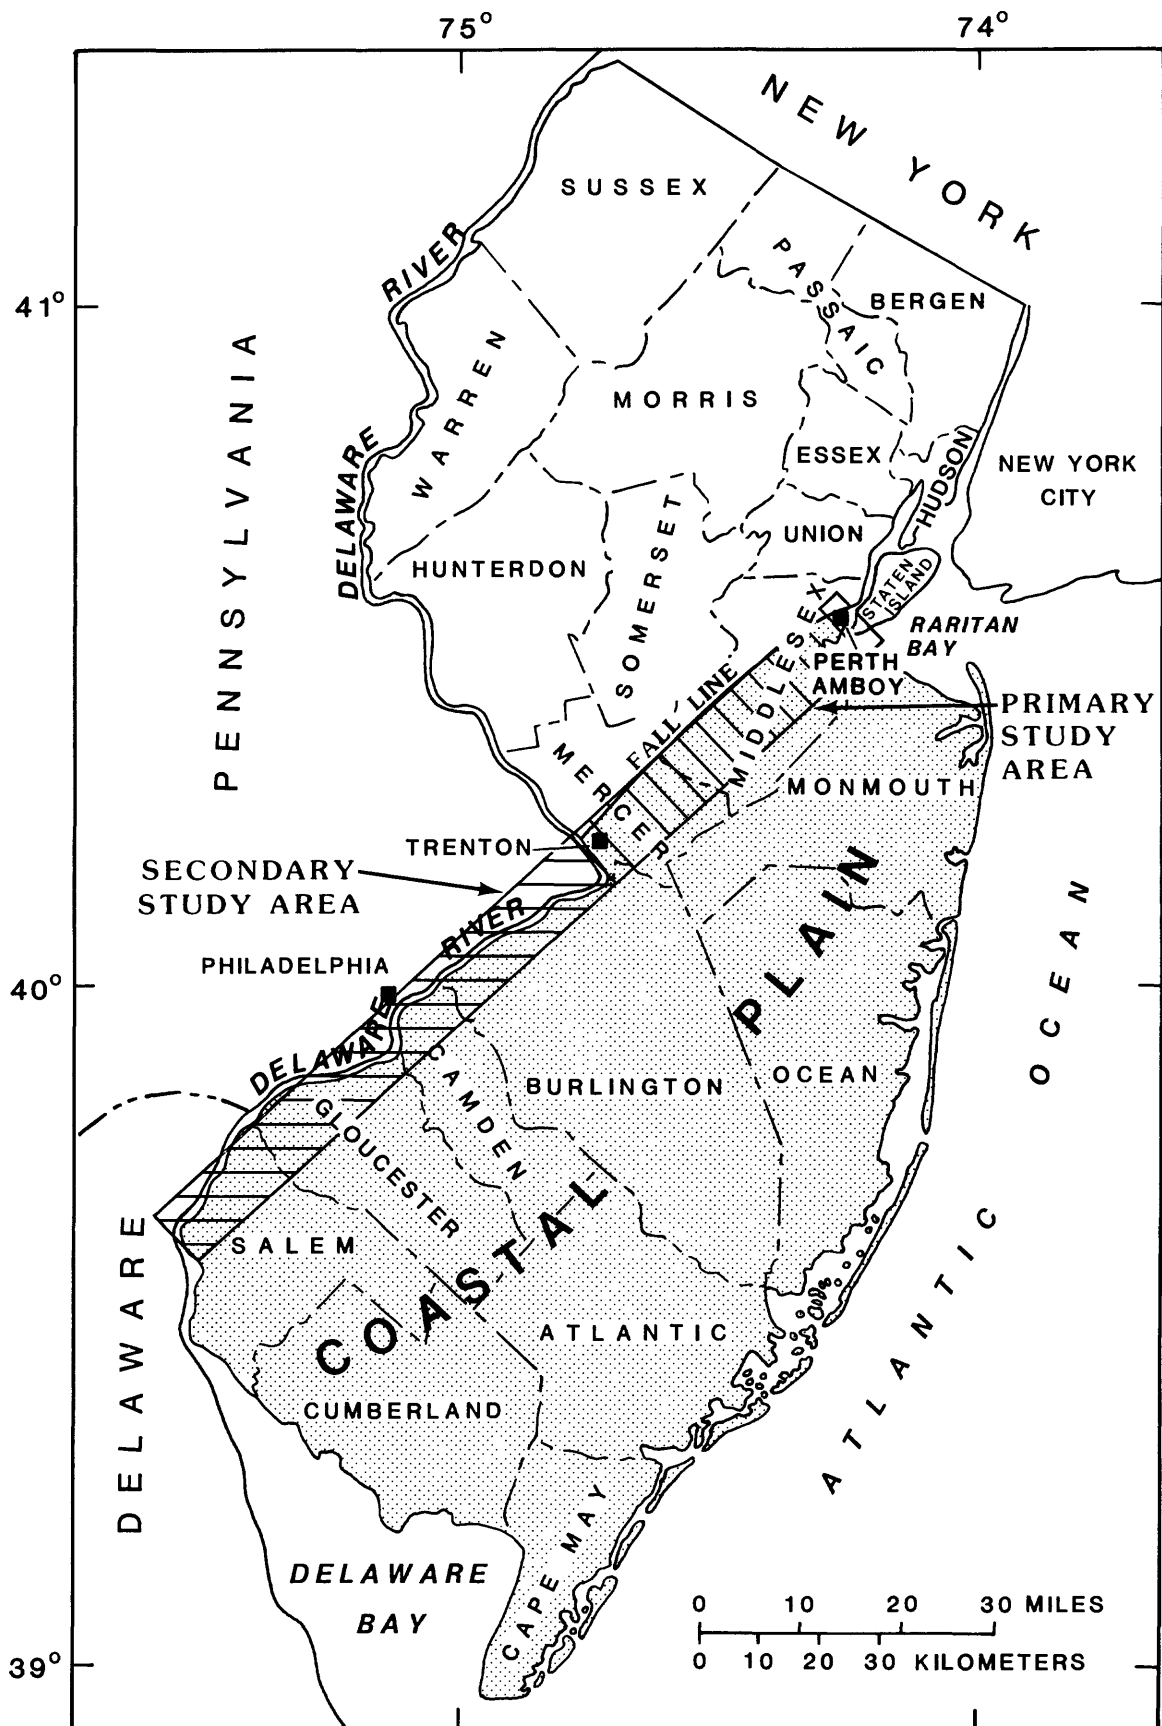 75°
74°
NEW YORK
SUSSEX
PASSAIC
BERGEN
41°
DELAWARE RIVER
WARREN
MORRIS
PENNSYLVANIA
ESSEX
HUDSON
NEW YORK
CITY
UNION
HUNTERDON
SOMERSET
STATEN
ISLAND
RARITAN
BAY
MIDDLESEX
PERTH
AMBOY
FALL LINE
PRIMARY
STUDY
AREA
MERCER
MONMOUTH
TRENTON
SECONDARY
STUDY AREA
DELAWARE RIVER
PHILADELPHIA
40°
COASTAL PLAIN
ATLANTIC OCEAN
OCEAN
BURLINGTON
CAMDEN
GLOUCESTER
SALEM
DELAWARE
ATLANTIC
CUMBERLAND
CAPE MAY
DELAWARE
BAY
0 10 20 30 MILES
0 10 20 30 KILOMETERS
39°